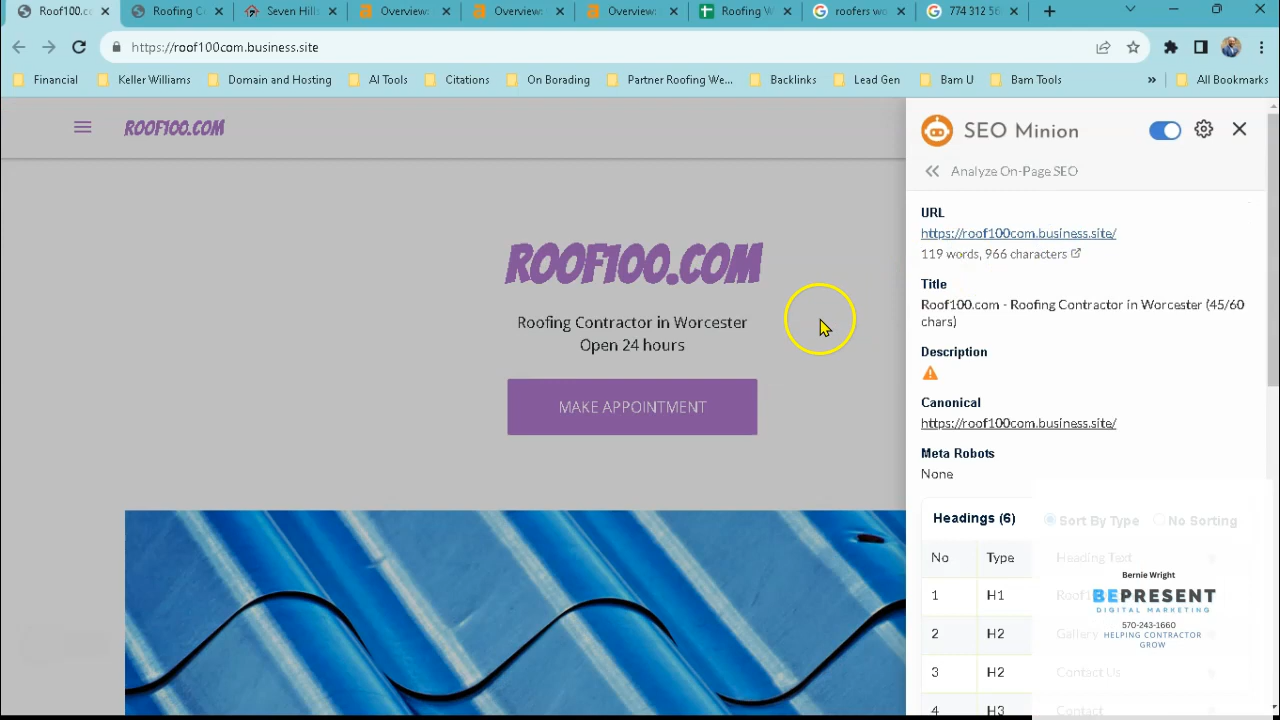 Roof100.co
Roofing Co
Seven Hills
Overview:
Overview:
Overview:
Roofing W
roofers wo
774 312 56
https://roof100com.business.site
Financial
Keller Williams
Domain and Hosting
AI Tools
Citations
On Borading
Partner Roofing We...
Backlinks
Lead Gen
Bam U
Bam Tools
»
All Bookmarks
ROOF100.COM
SEO Minion
Analyze On-Page SEO
ROOF100.COM
Roofing Contractor in Worcester
Open 24 hours
MAKE APPOINTMENT
URL
https://roof100com.business.site/
119 words, 966 characters
Title
Roof100.com - Roofing Contractor in Worcester (45/60
chars)
Description
Canonical
https://roof100com.business.site/
Meta Robots
None
Headings (6)
Sort By Type
No Sorting
No
Type
Heading Text
1
H1
2
H2
Gallery
3
H2
Contact Us
4
H3
Contact
Bernie Wright
BEPRESENT
DIGITAL MARKETING
570-243-1660
HELPING CONTRACTOR
GROW